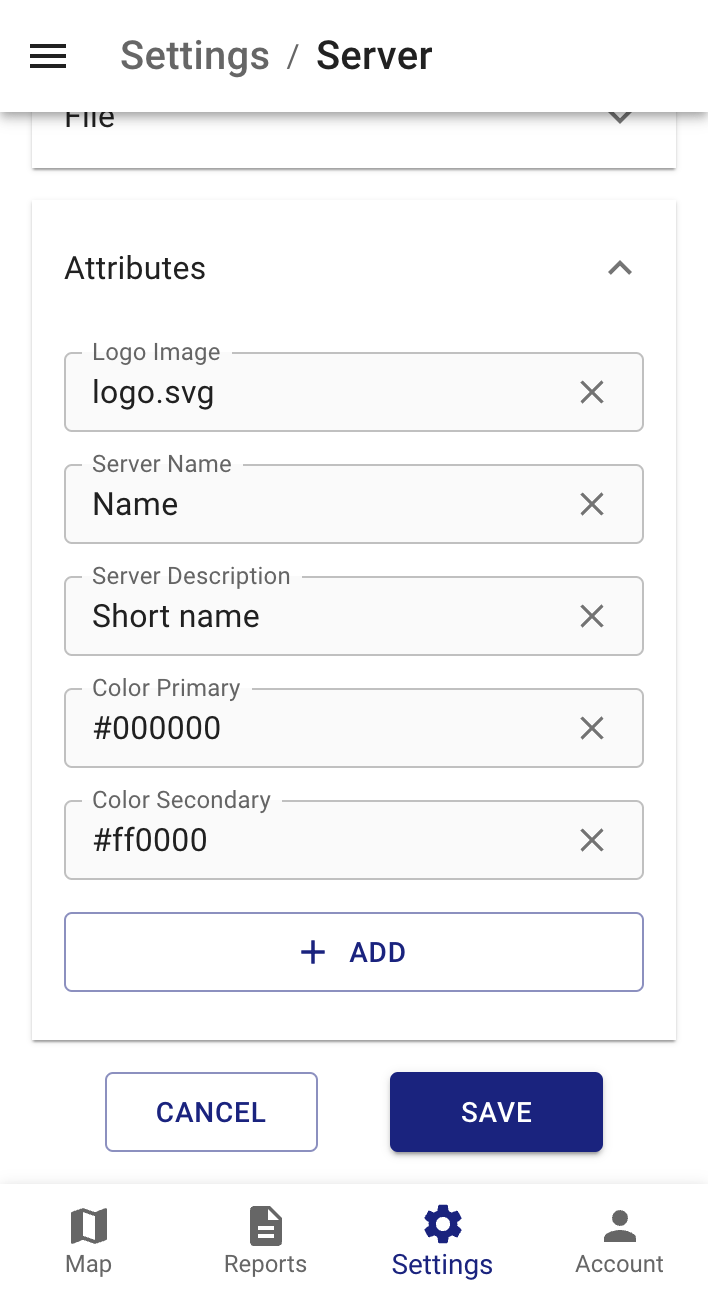 Settings / Server
File
Attributes
Logo Image
logo.svg
Server Name
Name
Server Description
Short name
Color Primary
#000000
Color Secondary
#ff0000
ADD
CANCEL SAVE
Map Reports Settings Account